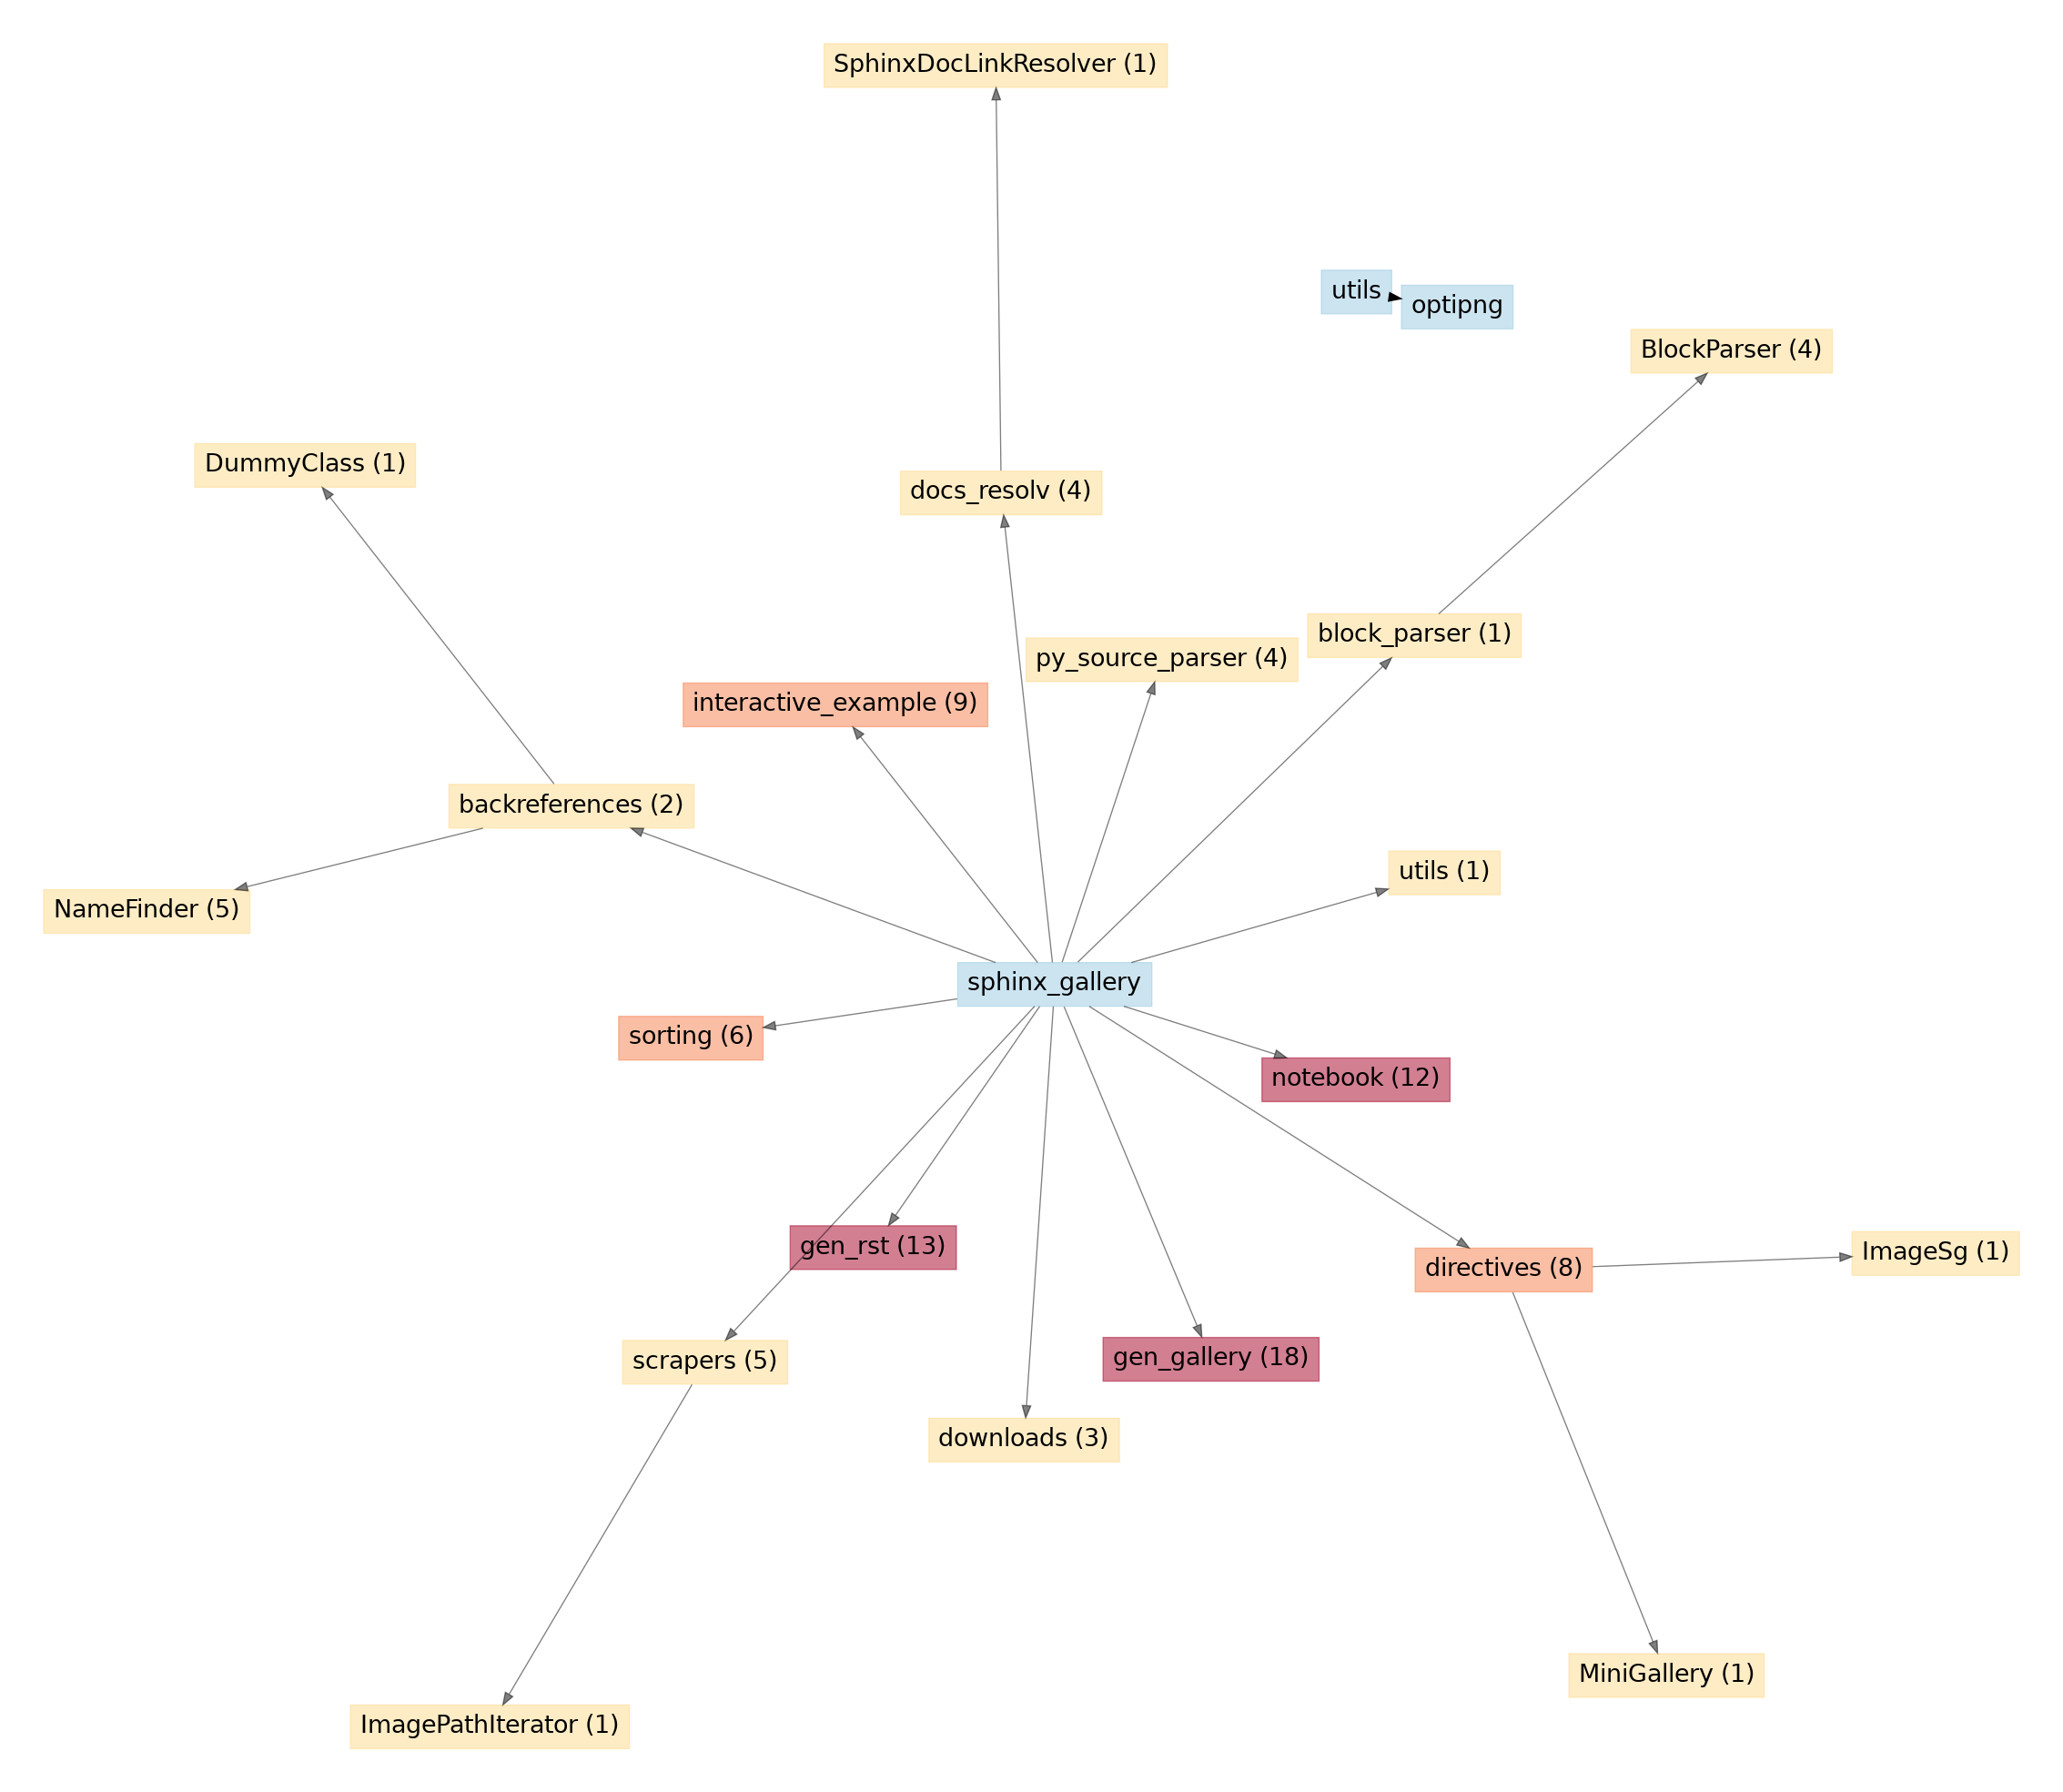 SphinxDocLinkResolver (1)
utils
optipng
BlockParser (4)
DummyClass (1)
docs_resolv (4)
block_parser (1)
py_source_parser (4)
interactive_example (9)
backreferences (2)
utils (1)
NameFinder (5)
sphinx_gallery
sorting (6)
notebook (12)
gen_rst (13)
ImageSg (1)
directives (8)
gen_gallery (18)
scrapers (5)
downloads (3)
MiniGallery (1)
ImagePathIterator (1)